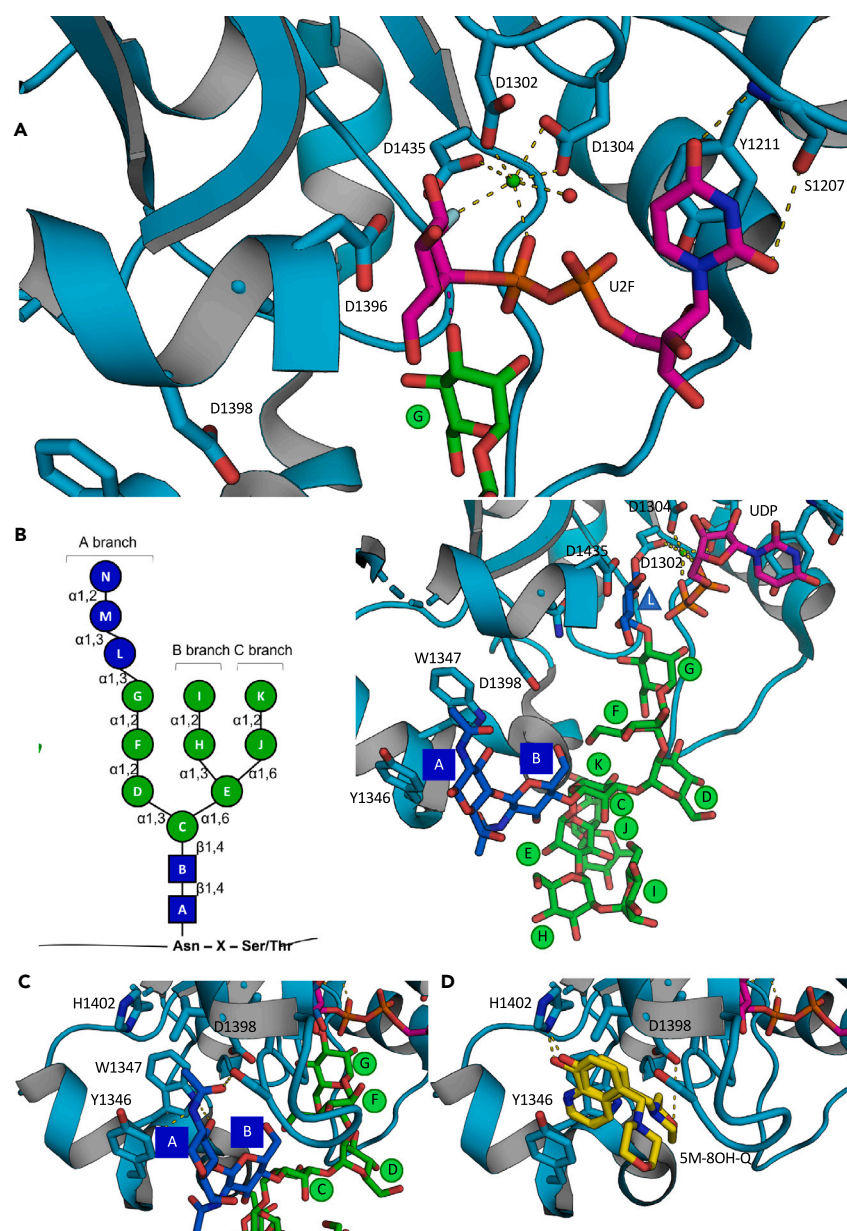 A
D1302
D1435
D1304
Y1211
S1207
D1396
U2F
D1398
G
B
A branch
N
α1,2
M
α1,3
L
B branch
C branch
α1,3
G
I
K
α1,2
α1,2
α1,2
F
H
J
α1,2
α1,3
α1,6
D
E
α1,3
α1,6
C
β1,4
B
β1,4
A
Asn – X – Ser/Thr
D1304
UDP
D1435
D1302
L
W1347
D1398
G
F
A
B
K
Y1346
C
D
J
E
I
H
C
H1402
D1398
W1347
G
Y1346
F
A
B
D
C
D
H1402
D1398
Y1346
5M-8OH-Q